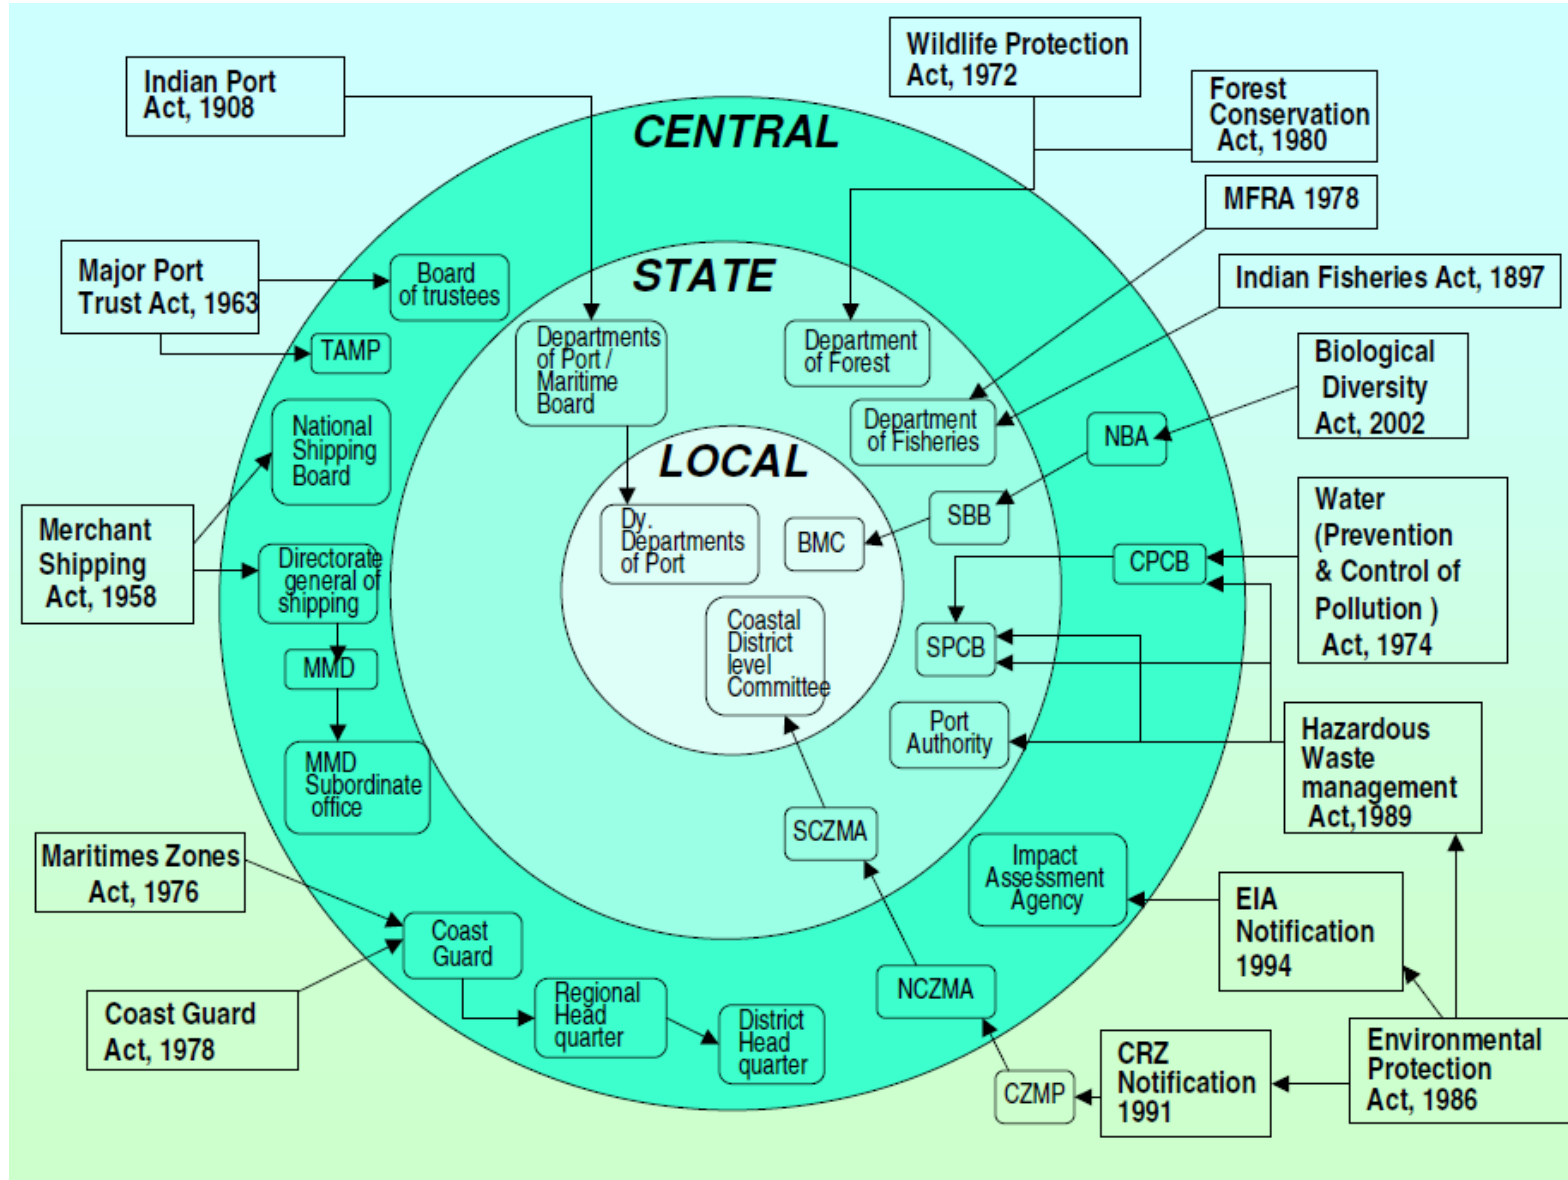 Indian Port
Act, 1908
Wildlife Protection
Act, 1972
Forest
Conservation
Act, 1980
MFRA 1978
Indian Fisheries Act, 1897
Biological
Diversity
Act, 2002
Water
(Prevention
& Control of
Pollution )
Act, 1974
Hazardous
Waste
management
Act,1989
EIA
Notification
1994
Environmental
Protection
Act, 1986
CRZ
Notification
1991
CZMP
Major Port
Trust Act, 1963
Merchant
Shipping
Act, 1958
Maritimes Zones
Act, 1976
Coast Guard
Act, 1978
CENTRAL
Board
of trustees
TAMP
National
Shipping
Board
Directorate
general of
shipping
MMD
MMD
Subordinate
office
Coast
Guard
Regional
Head
quarter
District
Head
quarter
NCZMA
Impact
Assessment
Agency
CPCB
NBA
STATE
Departments
of Port /
Maritime
Board
Department
of Forest
Department
of Fisheries
SBB
SPCB
Port
Authority
SCZMA
LOCAL
Dy.
Departments
of Port
BMC
Coastal
District
level
Committee